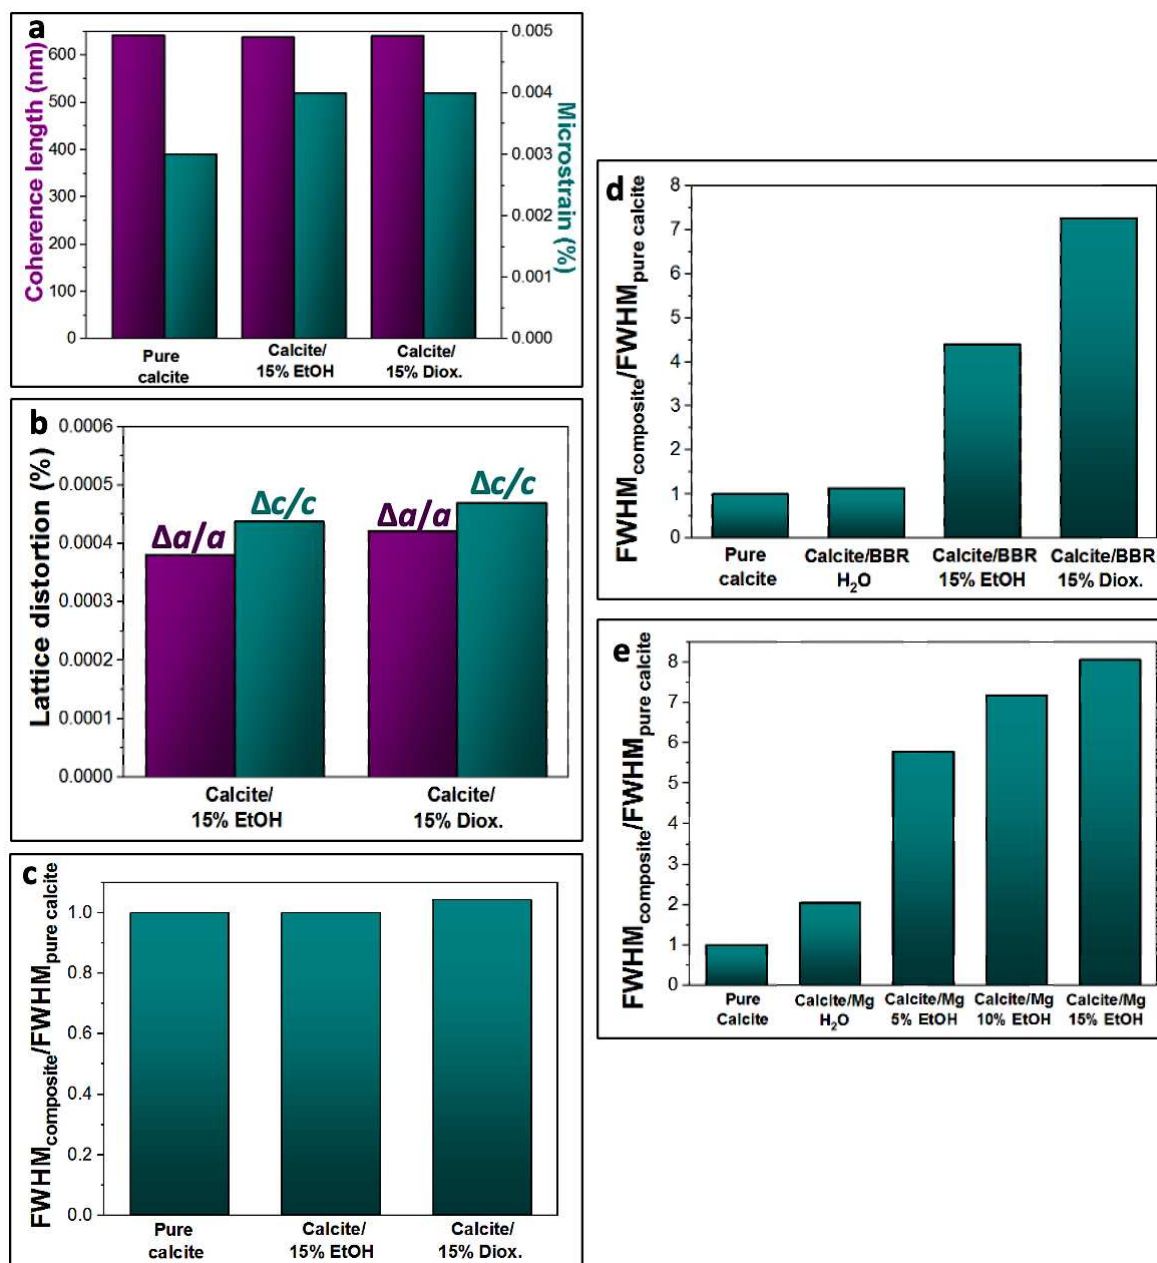 a
Coherence length (nm)
600
500
400
300
200
100
0
0.005
0.004
0.003
0.002
0.001
0.000
Microstrain (%)
Pure
calcite
Calcite/
15% EtOH
Calcite/
15% Diox.
b
Lattice distortion (%)
0.0006
0.0005
0.0004
0.0003
0.0002
0.0001
0.0000
Δa/a
Δc/c
Δa/a
Δc/c
Calcite/
15% EtOH
Calcite/
15% Diox.
c
FWHMcomposite/FWHMpure calcite
1.0
0.8
0.6
0.4
0.2
0.0
Pure
calcite
Calcite/
15% EtOH
Calcite/
15% Diox.
d
FWHMcomposite/FWHMpure calcite
8
7
6
5
4
3
2
1
0
Pure
calcite
Calcite/BBR
H₂O
Calcite/BBR
15% EtOH
Calcite/BBR
15% Diox.
e
FWHMcomposite/FWHMpure calcite
8
7
6
5
4
3
2
1
0
Pure
Calcite
Calcite/Mg
H₂O
Calcite/Mg
5% EtOH
Calcite/Mg
10% EtOH
Calcite/Mg
15% EtOH